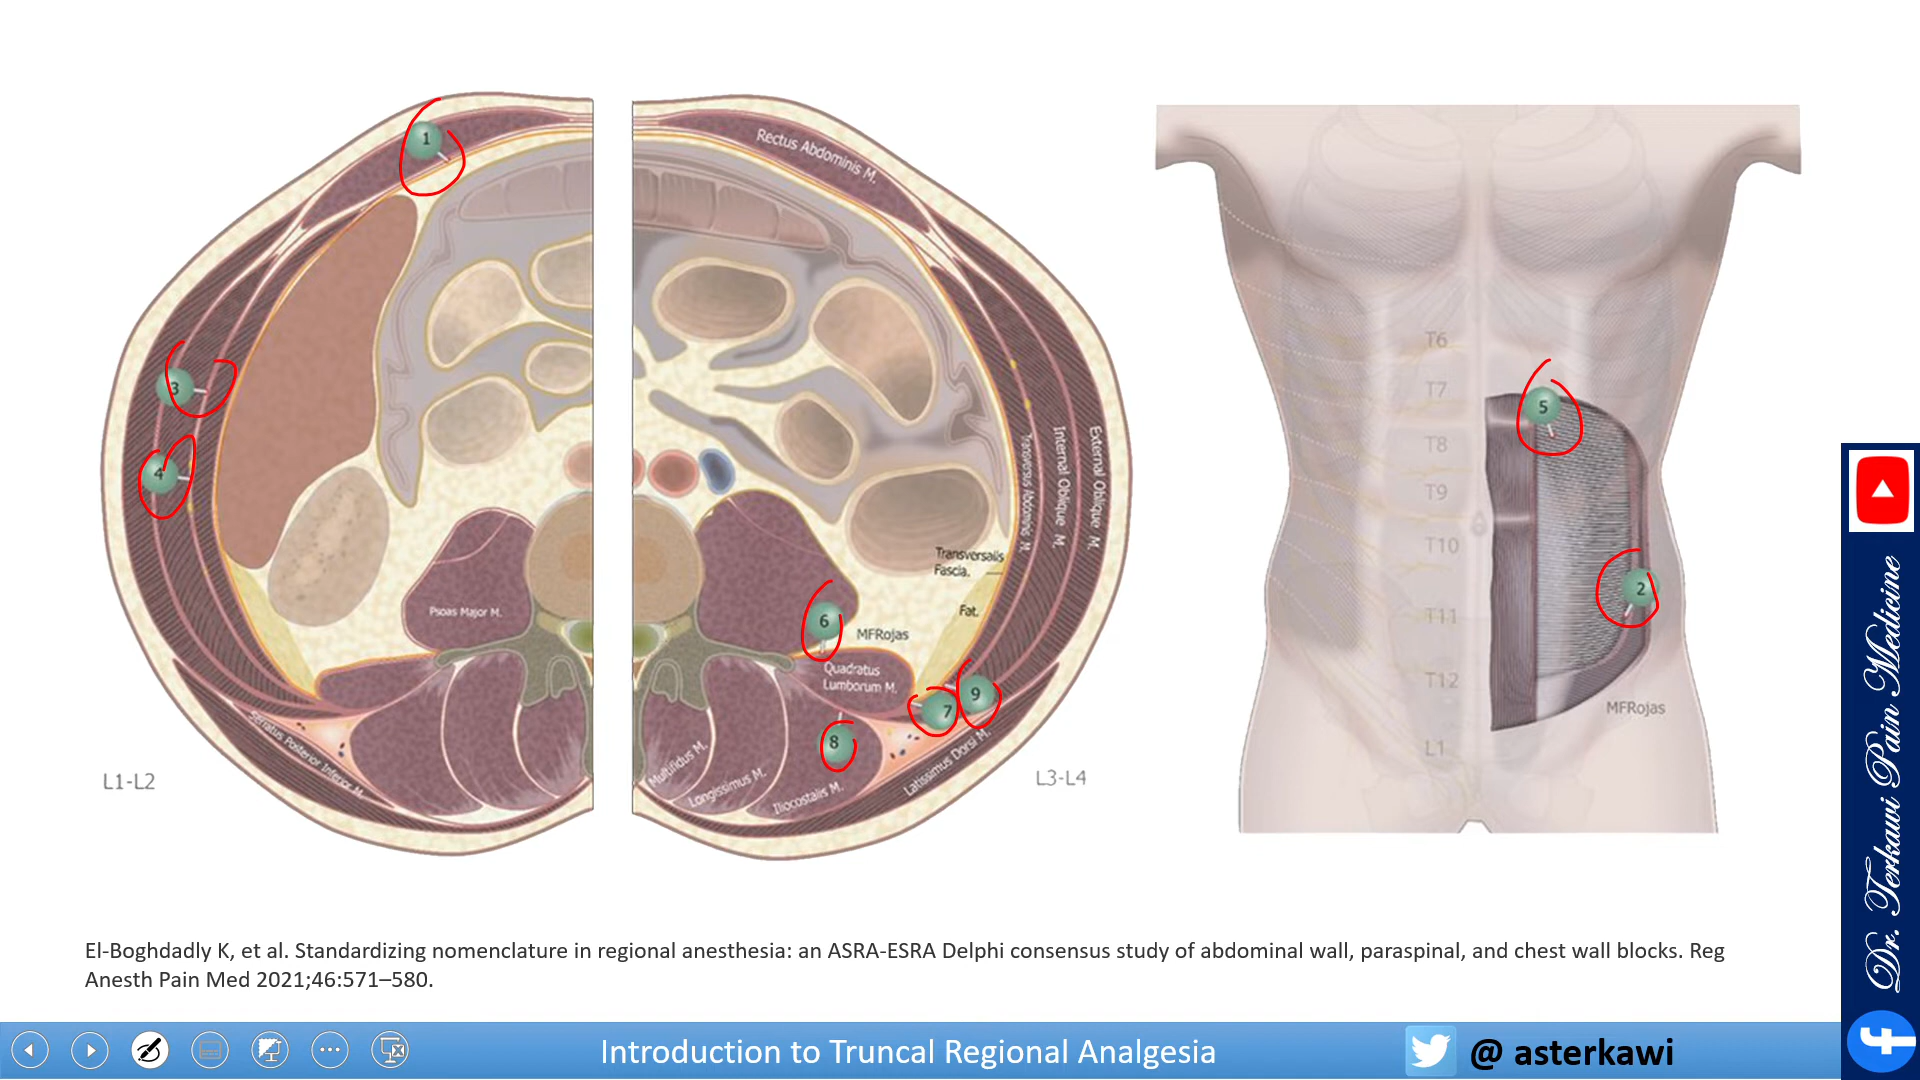 1
3
4
Psoas Major M.
Serratus Posterior Inferior M.
L1-L2
Rectus Abdominis M.
Transversus Abdominis M.
Internal Oblique M.
External Oblique M.
Transversalis
Fascia.
Fat.
6
MFRojas
Quadratus
Lumborum M.
9
7
8
Multifidus M.
Longissimus M.
Iliocostalis M.
Latissimus Dorsi M.
L3-L4
T6
T7
5
T8
T9
T10
2
T11
T12
MFRojas
L1
Dr. Terkawi Pain Medicine
El-Boghdadly K, et al. Standardizing nomenclature in regional anesthesia: an ASRA-ESRA Delphi consensus study of abdominal wall, paraspinal, and chest wall blocks. Reg
Anesth Pain Med 2021;46:571–580.
Introduction to Truncal Regional Analgesia
@ asterkawi